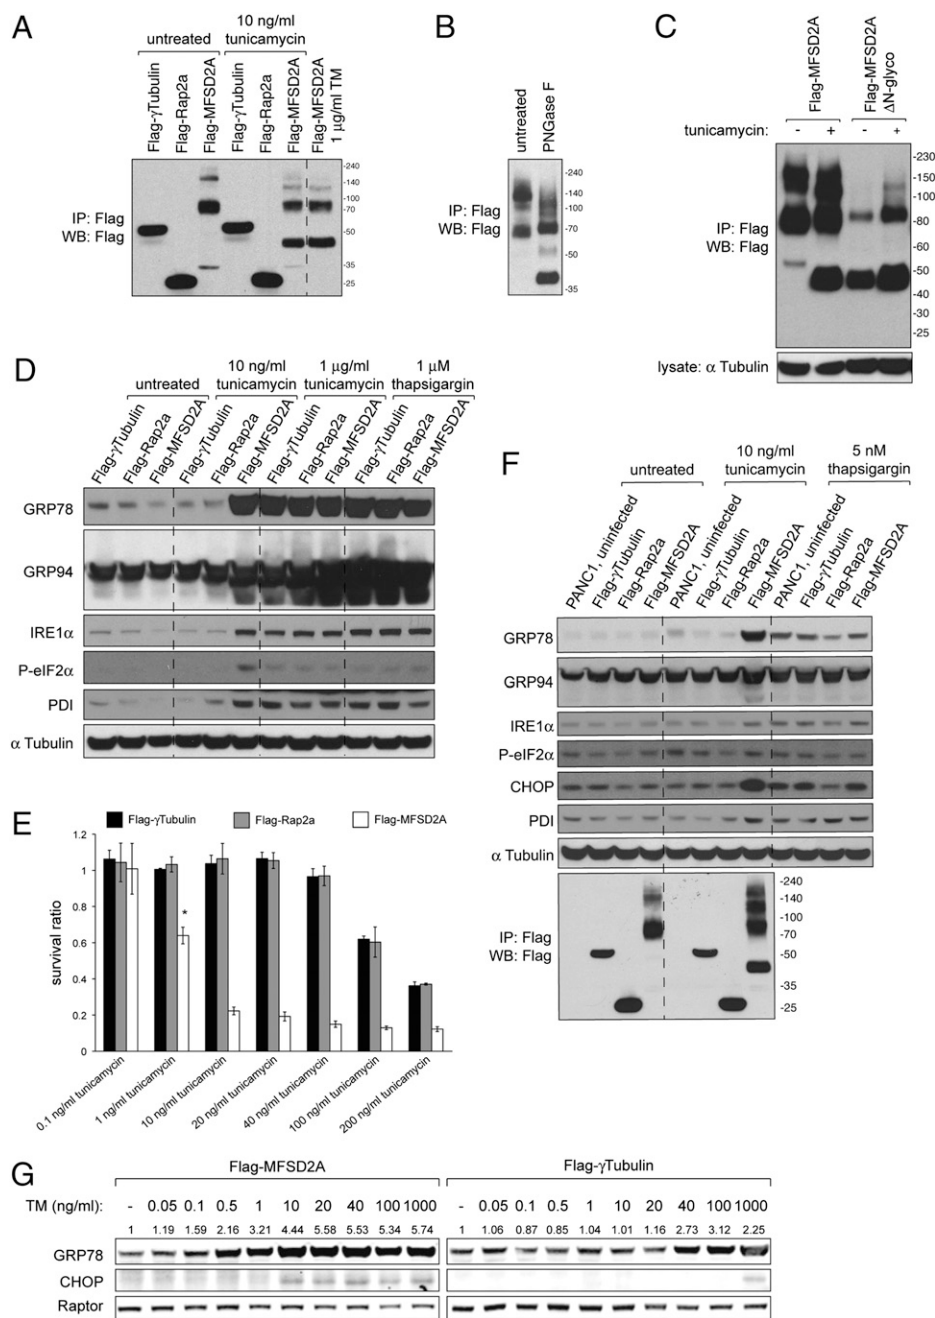 A
untreated
10 ng/ml
tunicamycin
Flag-γTubulin
Flag-Rap2a
Flag-MFSD2A
Flag-γTubulin
Flag-Rap2a
Flag-MFSD2A
Flag-MFSD2A
1 μg/ml TM
IP: Flag
WB: Flag
-240
-140
-100
-70
-50
-35
-25
B
untreated
PNGase F
IP: Flag
WB: Flag
-240
-140
-100
-70
-50
-35
C
Flag-MFSD2A
Flag-MFSD2A
ΔN-glyco
tunicamycin: - + - +
IP: Flag
WB: Flag
-230
-150
-100
-80
-60
-50
-40
-30
-25
lysate: α Tubulin
D
untreated
10 ng/ml
tunicamycin
1 μg/ml
tunicamycin
1 μM
thapsigargin
Flag-γTubulin
Flag-Rap2a
Flag-MFSD2A
Flag-γTubulin
Flag-Rap2a
Flag-MFSD2A
Flag-γTubulin
Flag-Rap2a
Flag-MFSD2A
Flag-γTubulin
Flag-Rap2a
Flag-MFSD2A
GRP78
GRP94
IRE1α
P-eIF2α
PDI
α Tubulin
E
Flag-γTubulin
Flag-Rap2a
Flag-MFSD2A
survival ratio
1.2
1
0.8
0.6
0.4
0.2
0
*
0.1 ng/ml tunicamycin
1 ng/ml tunicamycin
10 ng/ml tunicamycin
20 ng/ml tunicamycin
40 ng/ml tunicamycin
100 ng/ml tunicamycin
200 ng/ml tunicamycin
F
untreated
10 ng/ml
tunicamycin
5 nM
thapsigargin
PANC1, uninfected
Flag-γTubulin
Flag-Rap2a
Flag-MFSD2A
PANC1, uninfected
Flag-γTubulin
Flag-Rap2a
Flag-MFSD2A
PANC1, uninfected
Flag-γTubulin
Flag-Rap2a
Flag-MFSD2A
GRP78
GRP94
IRE1α
P-eIF2α
CHOP
PDI
α Tubulin
IP: Flag
WB: Flag
-240
-140
-100
-70
-50
-35
-25
G
Flag-MFSD2A
Flag-γTubulin
TM (ng/ml): - 0.05 0.1 0.5 1 10 20 40 100 1000 - 0.05 0.1 0.5 1 10 20 40 100 1000
1 1.19 1.59 2.16 3.21 4.44 5.58 5.53 5.34 5.74 1 1.06 0.87 0.85 1.04 1.01 1.16 2.73 3.12 2.25
GRP78
CHOP
Raptor